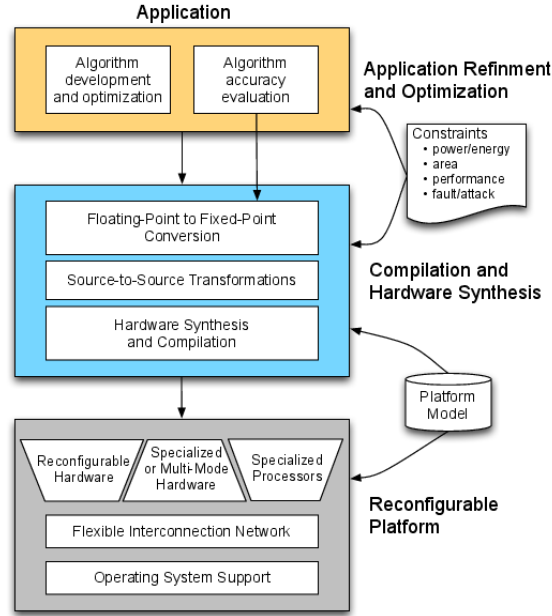 Application
Algorithm
development
and optimization
Algorithm
accuracy
evaluation
Application Refinment
and Optimization
Constraints
• power/energy
• area
• performance
• fault/attack
Floating-Point to Fixed-Point
Conversion
Source-to-Source Transformations
Hardware Synthesis
and Compilation
Compilation and
Hardware Synthesis
Platform
Model
Reconfigurable
Hardware
Specialized
or Multi-Mode
Hardware
Specialized
Processors
Flexible Interconnection Network
Operating System Support
Reconfigurable
Platform